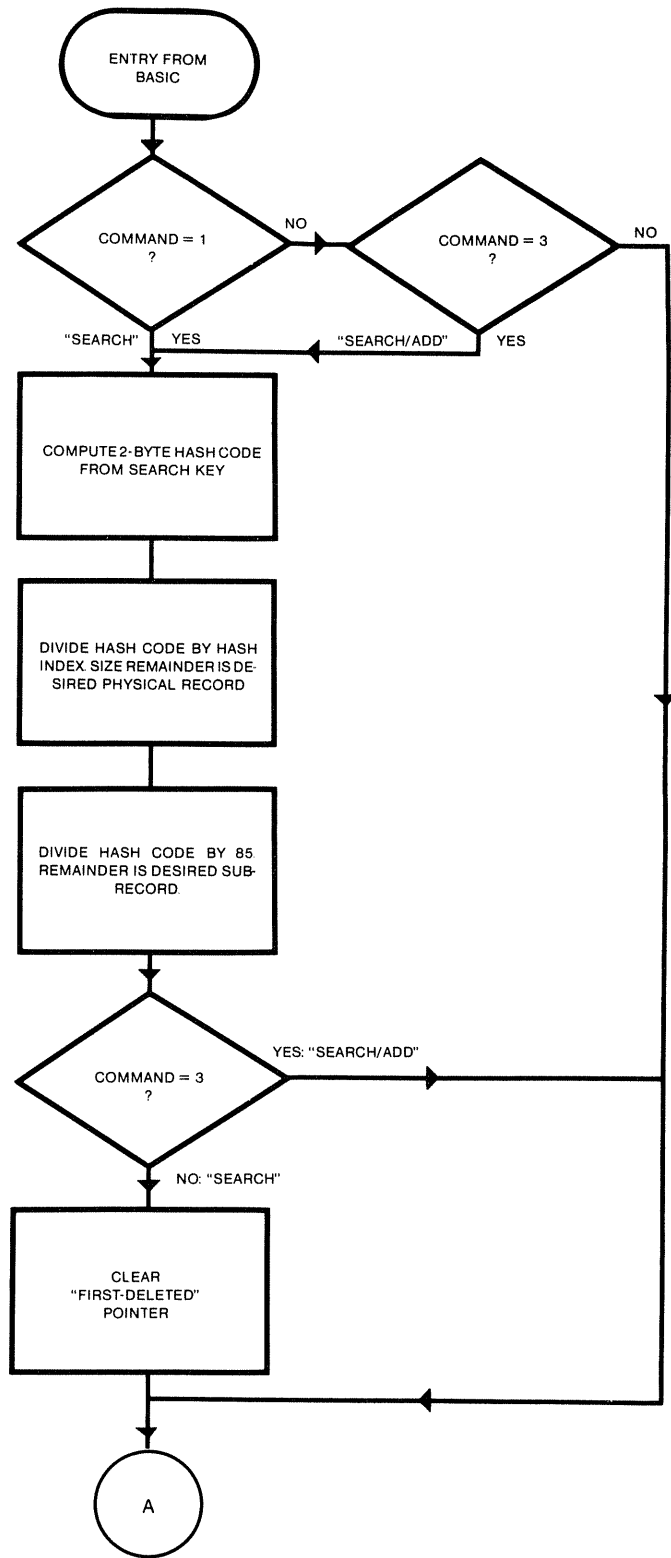 ENTRY FROM
BASIC
COMMAND = 1
?
NO
COMMAND = 3
?
NO
"SEARCH"
YES
"SEARCH/ADD"
YES
COMPUTE 2-BYTE HASH CODE
FROM SEARCH KEY
DIVIDE HASH CODE BY HASH
INDEX. SIZE REMAINDER IS DE-
SIRED PHYSICAL RECORD
DIVIDE HASH CODE BY 85.
REMAINDER IS DESIRED SUB-
RECORD.
COMMAND = 3
?
YES: "SEARCH/ADD"
NO: "SEARCH"
CLEAR
"FIRST-DELETED"
POINTER
A